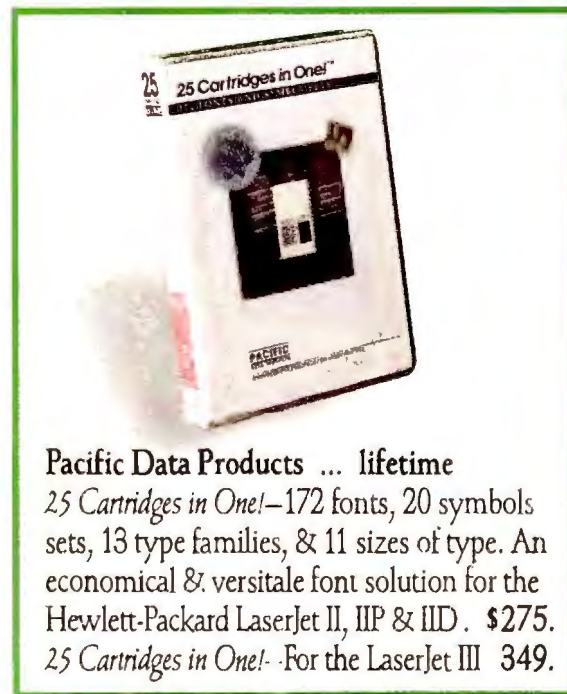 25
25 Cartridges in One!™
PACIFIC
Pacific Data Products ... lifetime
25 Cartridges in One!–172 fonts, 20 symbols
sets, 13 type families, & 11 sizes of type. An
economical & versitale font solution for the
Hewlett-Packard LaserJet II, IIP & IID. $275.
25 Cartridges in One!- -For the LaserJet III 349.